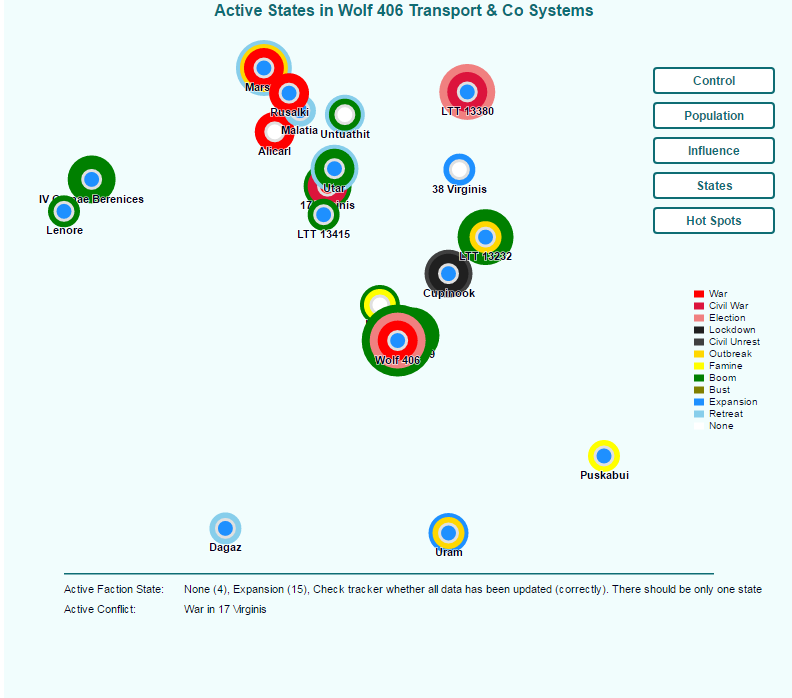 Active States in Wolf 406 Transport & Co Systems
Mars
Rusalki
LTT 13380
Malatia
Untuathit
Alicarl
Utar
38 Virginis
IV Comae Berenices
Lenore
LTT 13415
LTT 13232
Cupinook
Wolf 406
9
Puskabui
Dagaz
Uram
Control
Population
Influence
States
Hot Spots
War
Civil War
Election
Lockdown
Civil Unrest
Outbreak
Famine
Boom
Bust
Expansion
Retreat
None
Active Faction State: None (4), Expansion (15), Check tracker whether all data has been updated (correctly). There should be only one state
Active Conflict: War in 17 Virginis